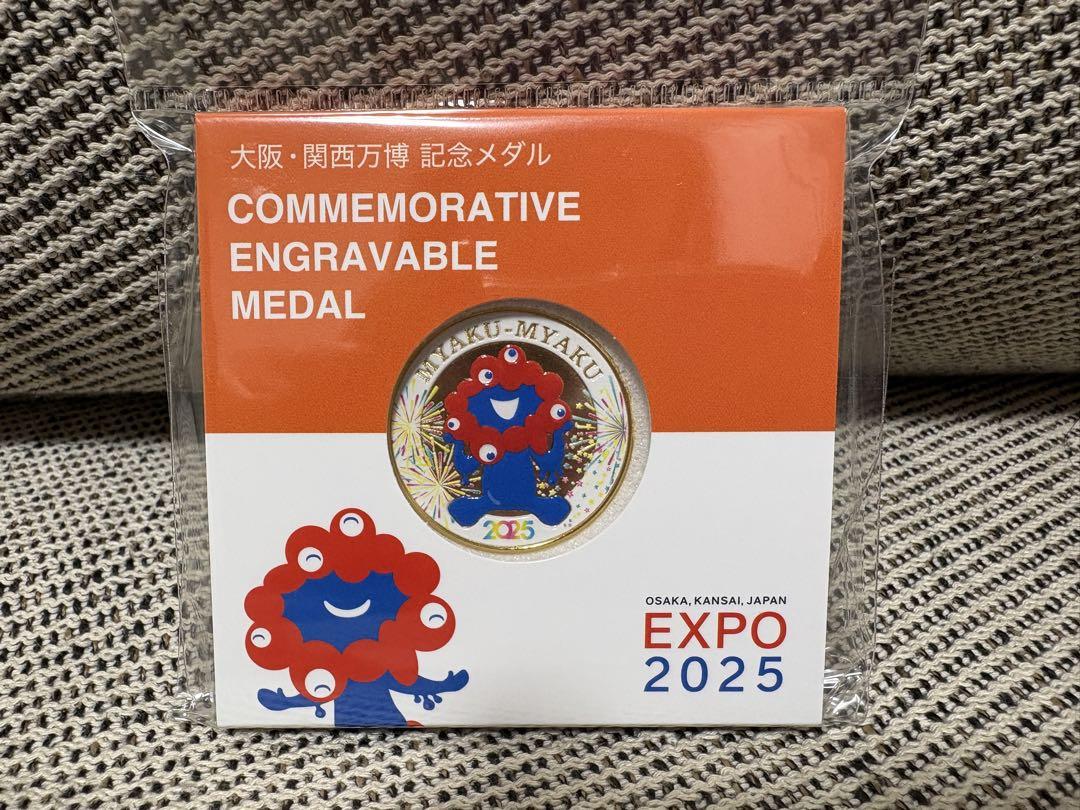 大阪・関西万博 記念メダル
COMMEMORATIVE
ENGRAVABLE
MEDAL
MYAKU-MYAKU
2025
OSAKA, KANSAI, JAPAN
EXPO
2025